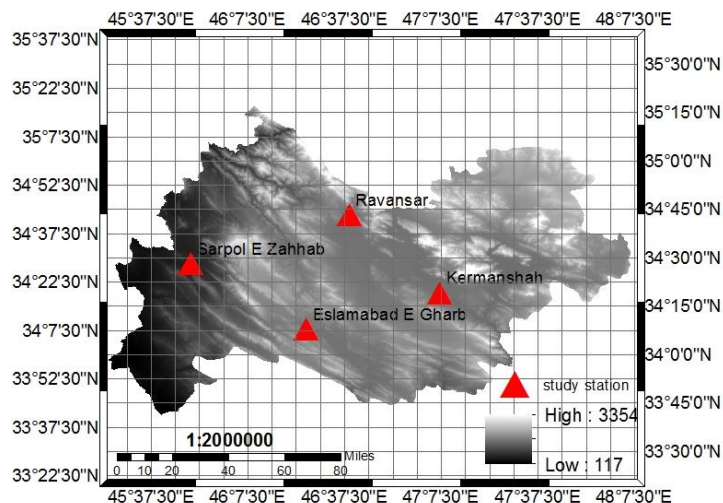 45°37'30"E 46°7'30"E 46°37'30"E 47°7'30"E 47°37'30"E 48°7'30"E
35°37'30"N
35°30'0"N
35°22'30"N
35°15'0"N
35°7'30"N
35°0'0"N
34°52'30"N
Ravansar
34°45'0"N
34°37'30"N
Sarpol E Zahhab
34°30'0"N
34°22'30"N
Kermanshah
34°15'0"N
Eslamabad E Gharb
34°7'30"N
34°0'0"N
33°52'30"N
study station
33°45'0"N
High : 3354
33°37'30"N
1:2000000
33°30'0"N
Miles
Low : 117
33°22'30"N
0 10 20 40 60 80
45°37'30"E 46°7'30"E 46°37'30"E 47°7'30"E 47°37'30"E 48°7'30"E